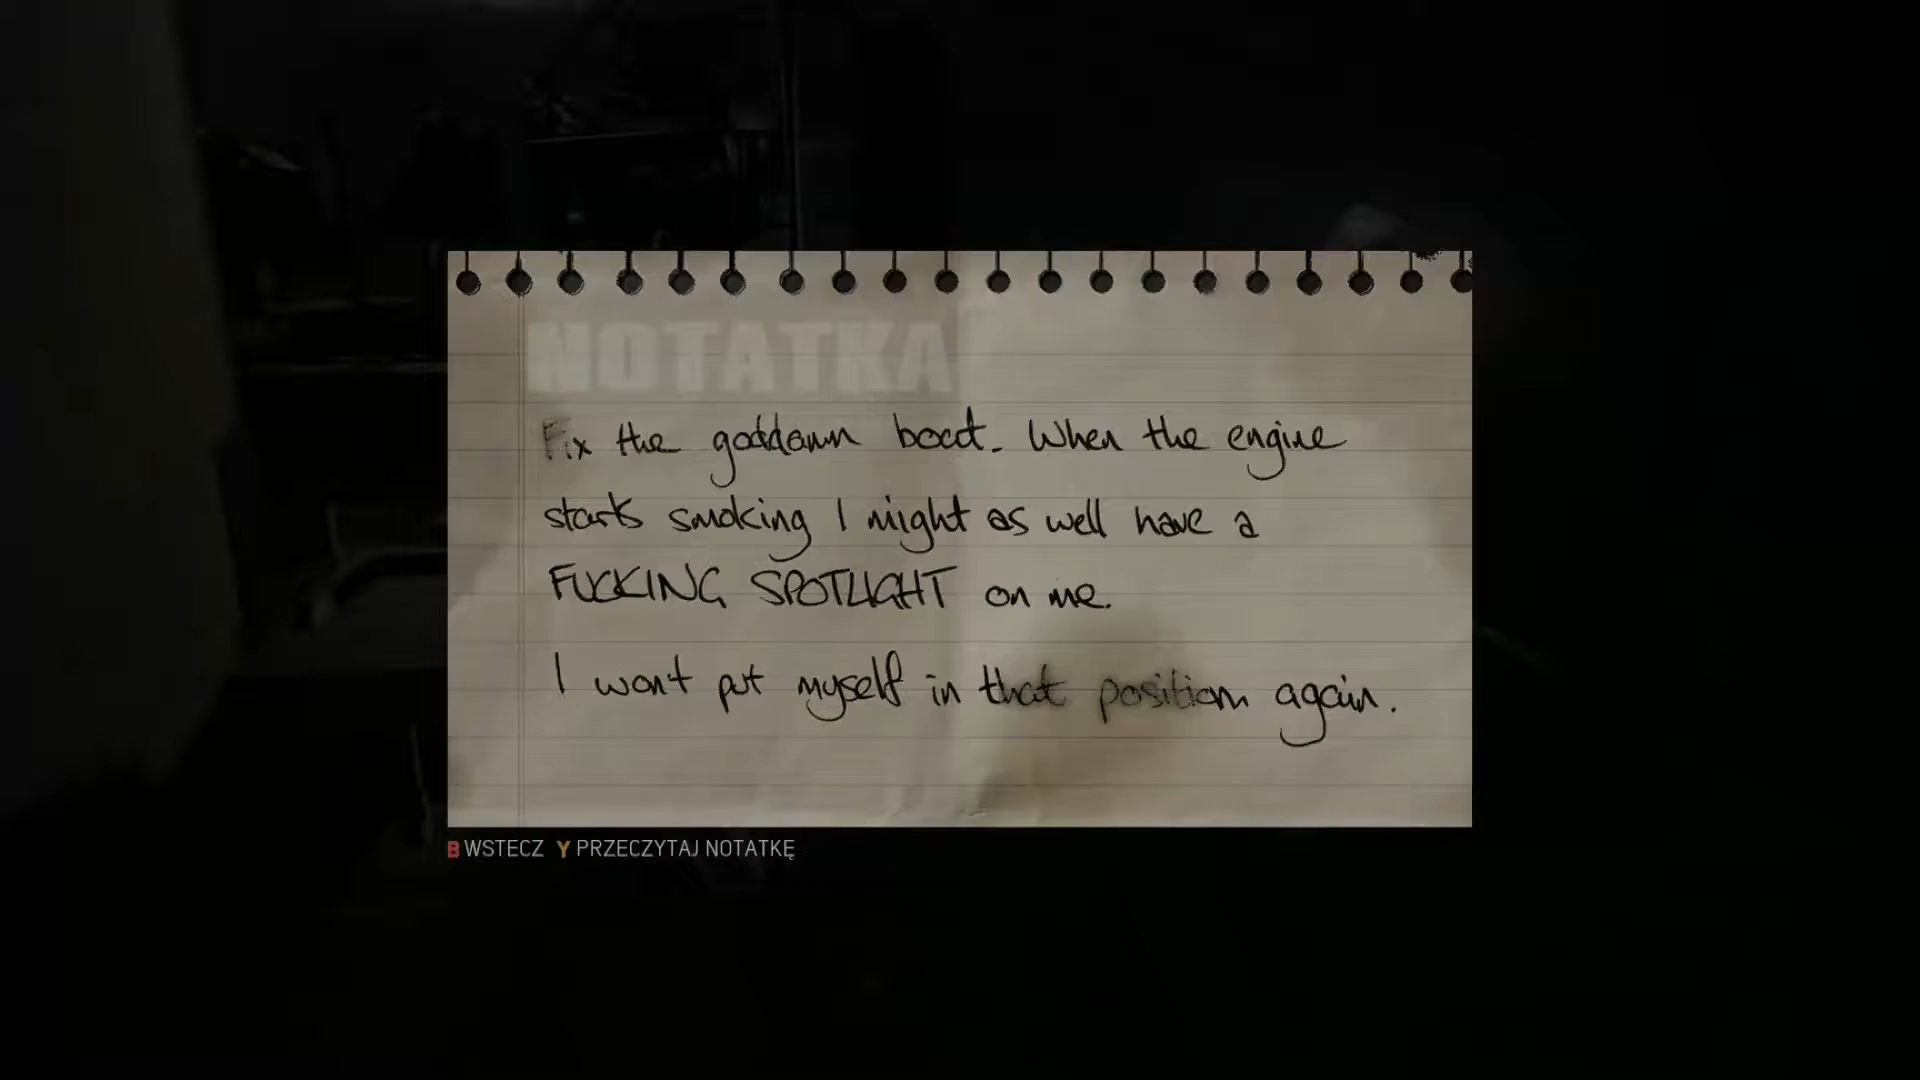 NOTATKA
Fix the goddamn boat. When the engine
starts smoking I might as well have a
FUCKING SPOTLIGHT on me.
I won't put myself in that position again.
B WSTECZ Y PRZECZYTAJ NOTATKĘ